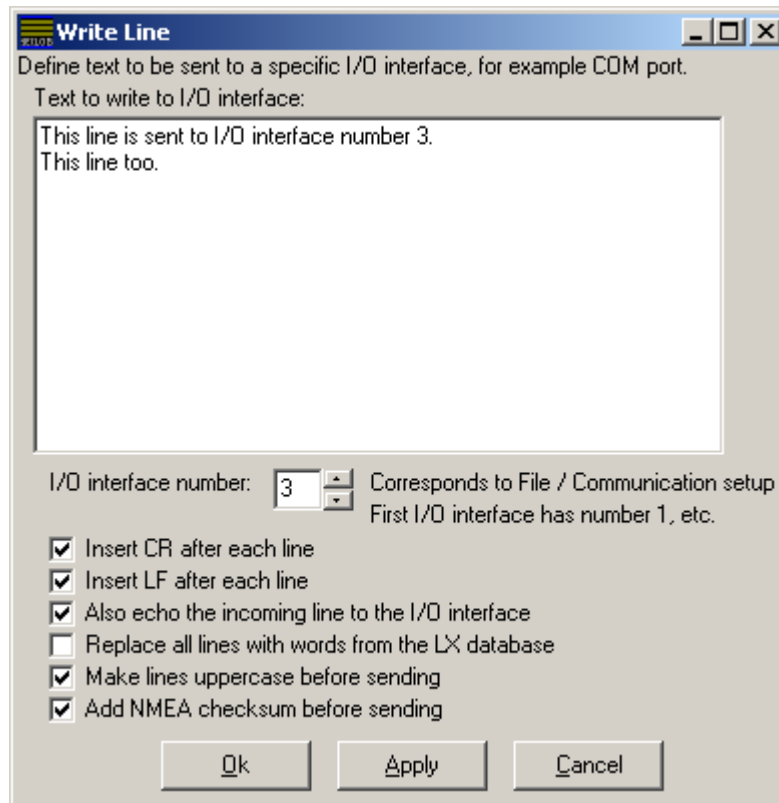 Write Line
Define text to be sent to a specific I/O interface, for example COM port.
Text to write to I/O interface:
This line is sent to I/O interface number 3.
This line too.
I/O interface number: 3 Corresponds to File / Communication setup
First I/O interface has number 1, etc.
Insert CR after each line
Insert LF after each line
Also echo the incoming line to the I/O interface
Replace all lines with words from the LX database
Make lines uppercase before sending
Add NMEA checksum before sending
Ok Apply Cancel